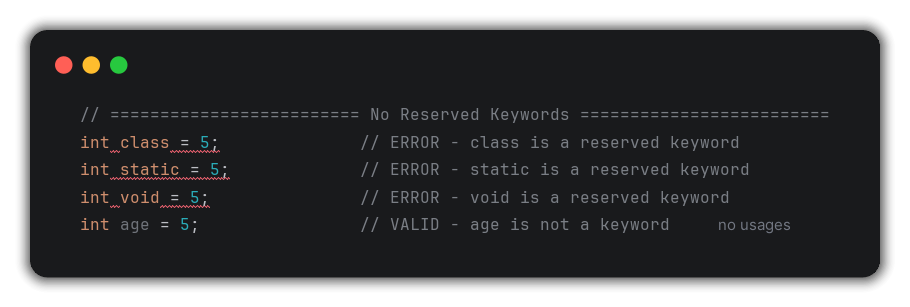 // ========================= No Reserved Keywords =========================
int class = 5;              // ERROR - class is a reserved keyword
int static = 5;             // ERROR - static is a reserved keyword
int void = 5;               // ERROR - void is a reserved keyword
int age = 5;                // VALID - age is not a keyword     no usages